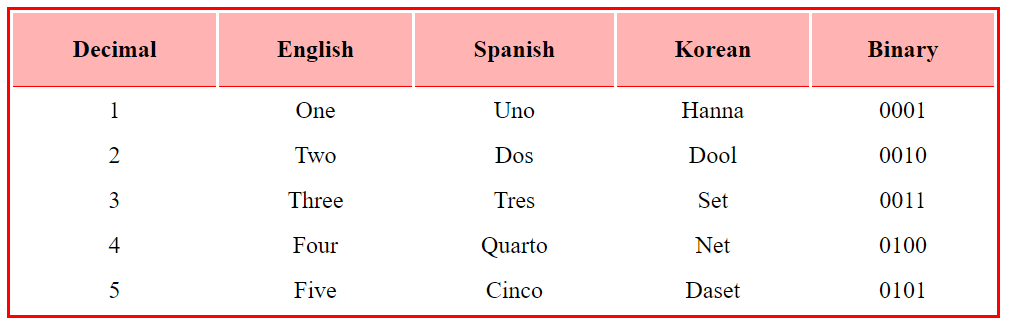 Decimal English Spanish Korean Binary
1 One Uno Hanna 0001
2 Two Dos Dool 0010
3 Three Tres Set 0011
4 Four Quarto Net 0100
5 Five Cinco Daset 0101